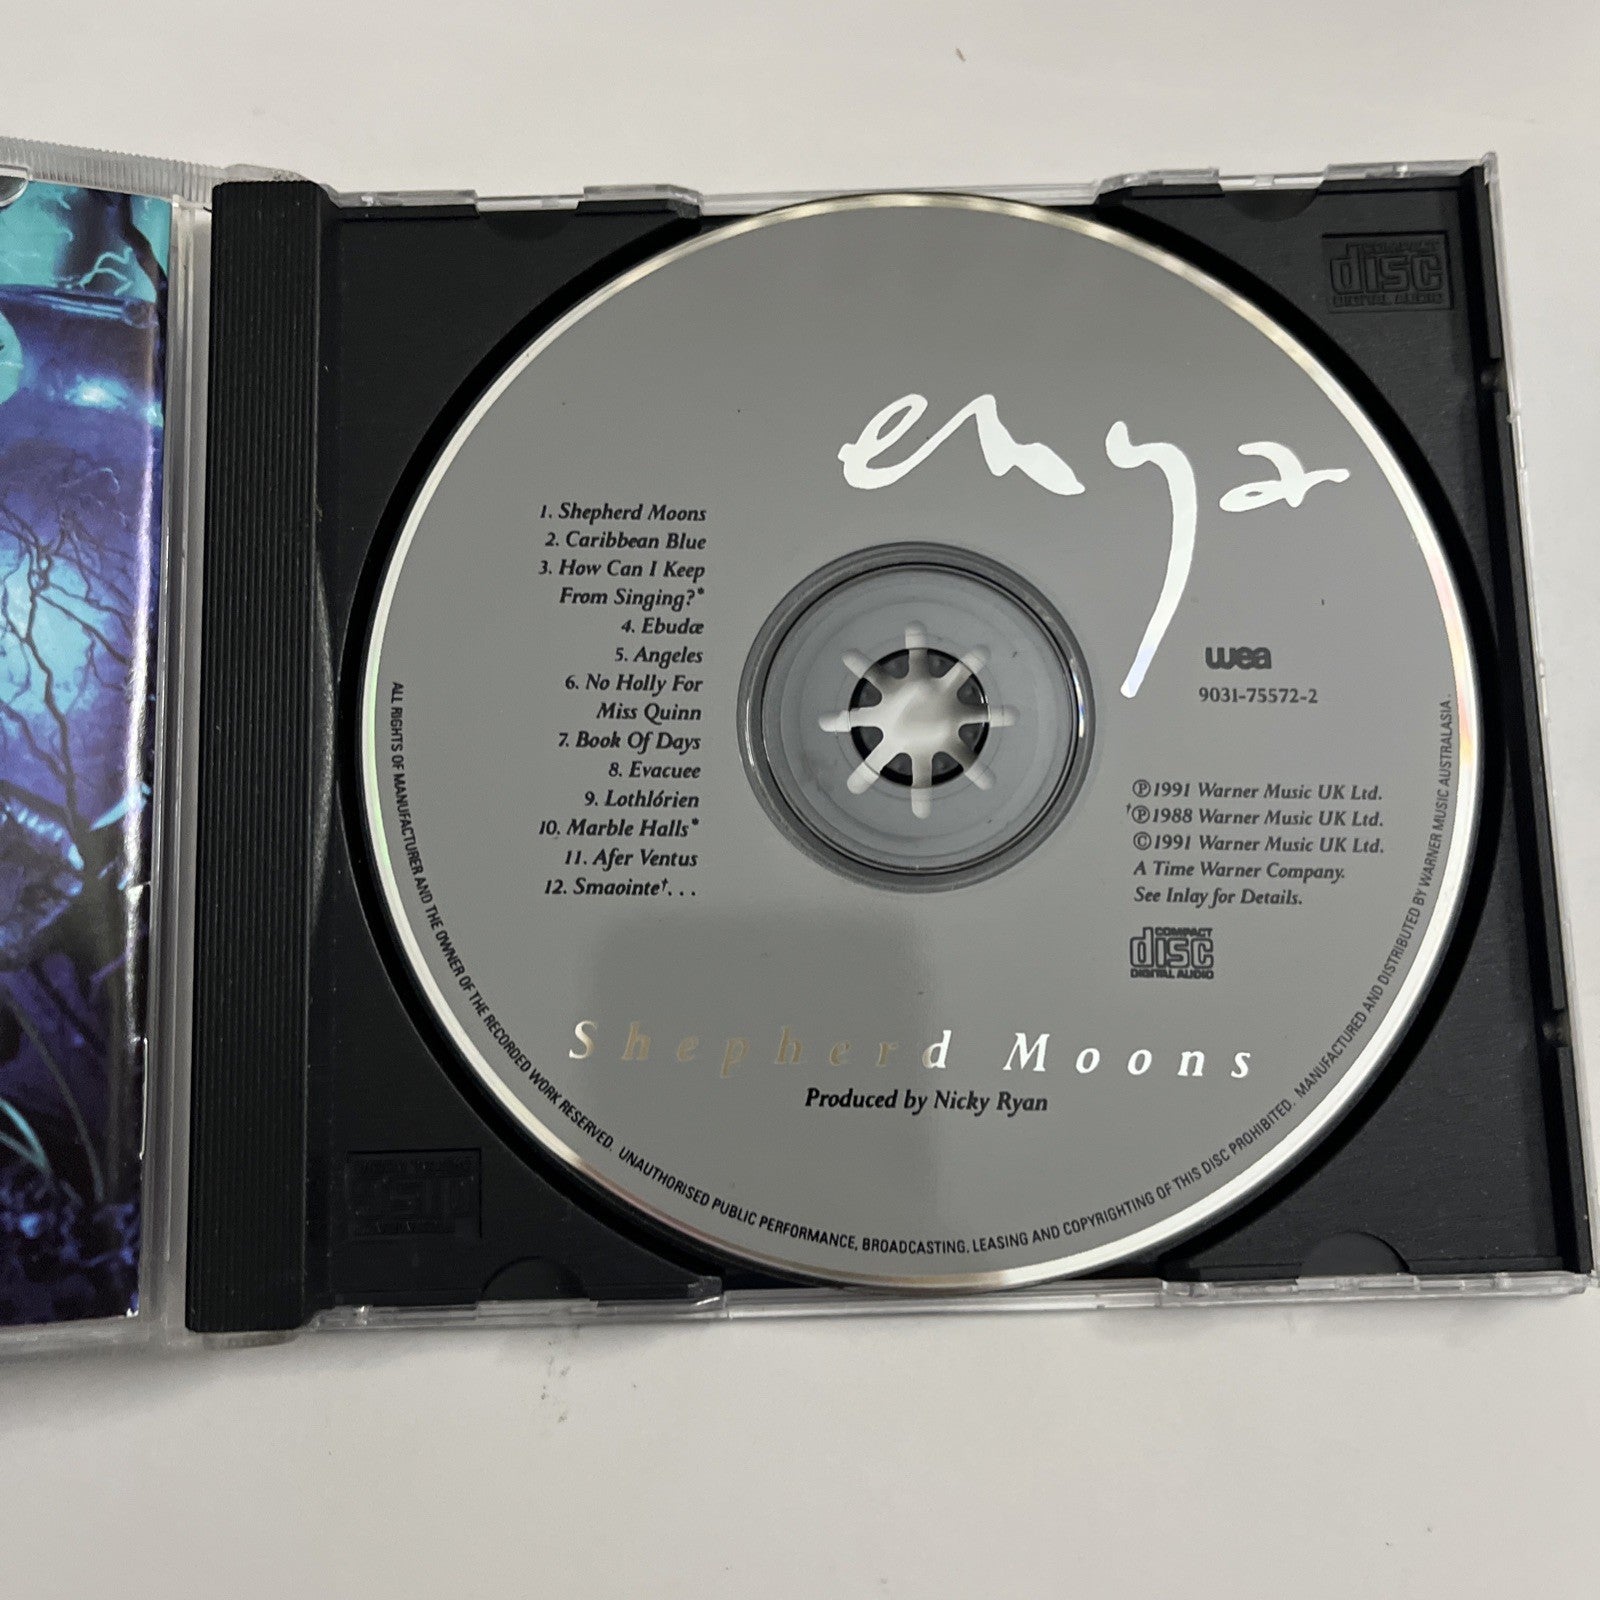 enya
1. Shepherd Moons
2. Caribbean Blue
3. How Can I Keep
From Singing?*
4. Ebudæ
5. Angeles
6. No Holly For
Miss Quinn
7. Book Of Days
8. Evacuee
9. Lothlórien
10. Marble Halls*
11. Afer Ventus
12. Smaointe†. . .
wea
9031-75572-2
Ⓟ1991 Warner Music UK Ltd.
†Ⓟ1988 Warner Music UK Ltd.
©1991 Warner Music UK Ltd.
A Time Warner Company.
See Inlay for Details.
COMPACT
disc
DIGITAL AUDIO
Shepherd Moons
Produced by Nicky Ryan
ALL RIGHTS OF MANUFACTURER AND THE OWNER OF THE RECORDED WORK RESERVED. UNAUTHORISED PUBLIC PERFORMANCE, BROADCASTING, LEASING AND COPYRIGHTING OF THIS DISC PROHIBITED. MANUFACTURED AND DISTRIBUTED BY WARNER MUSIC AUSTRALASIA.
COMPACT
disc
DIGITAL AUDIO